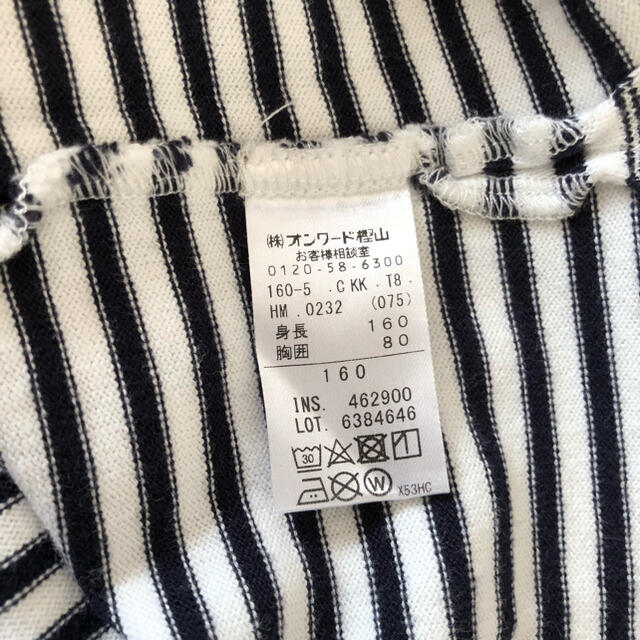 (株)オンワード樫山
お客様相談室
0120-58-6300
160-5 .CKK .T8.
HM .0232 (075)
身長 160
胸囲 80
160
INS. 462900
LOT. 6384646
30
W X53HC